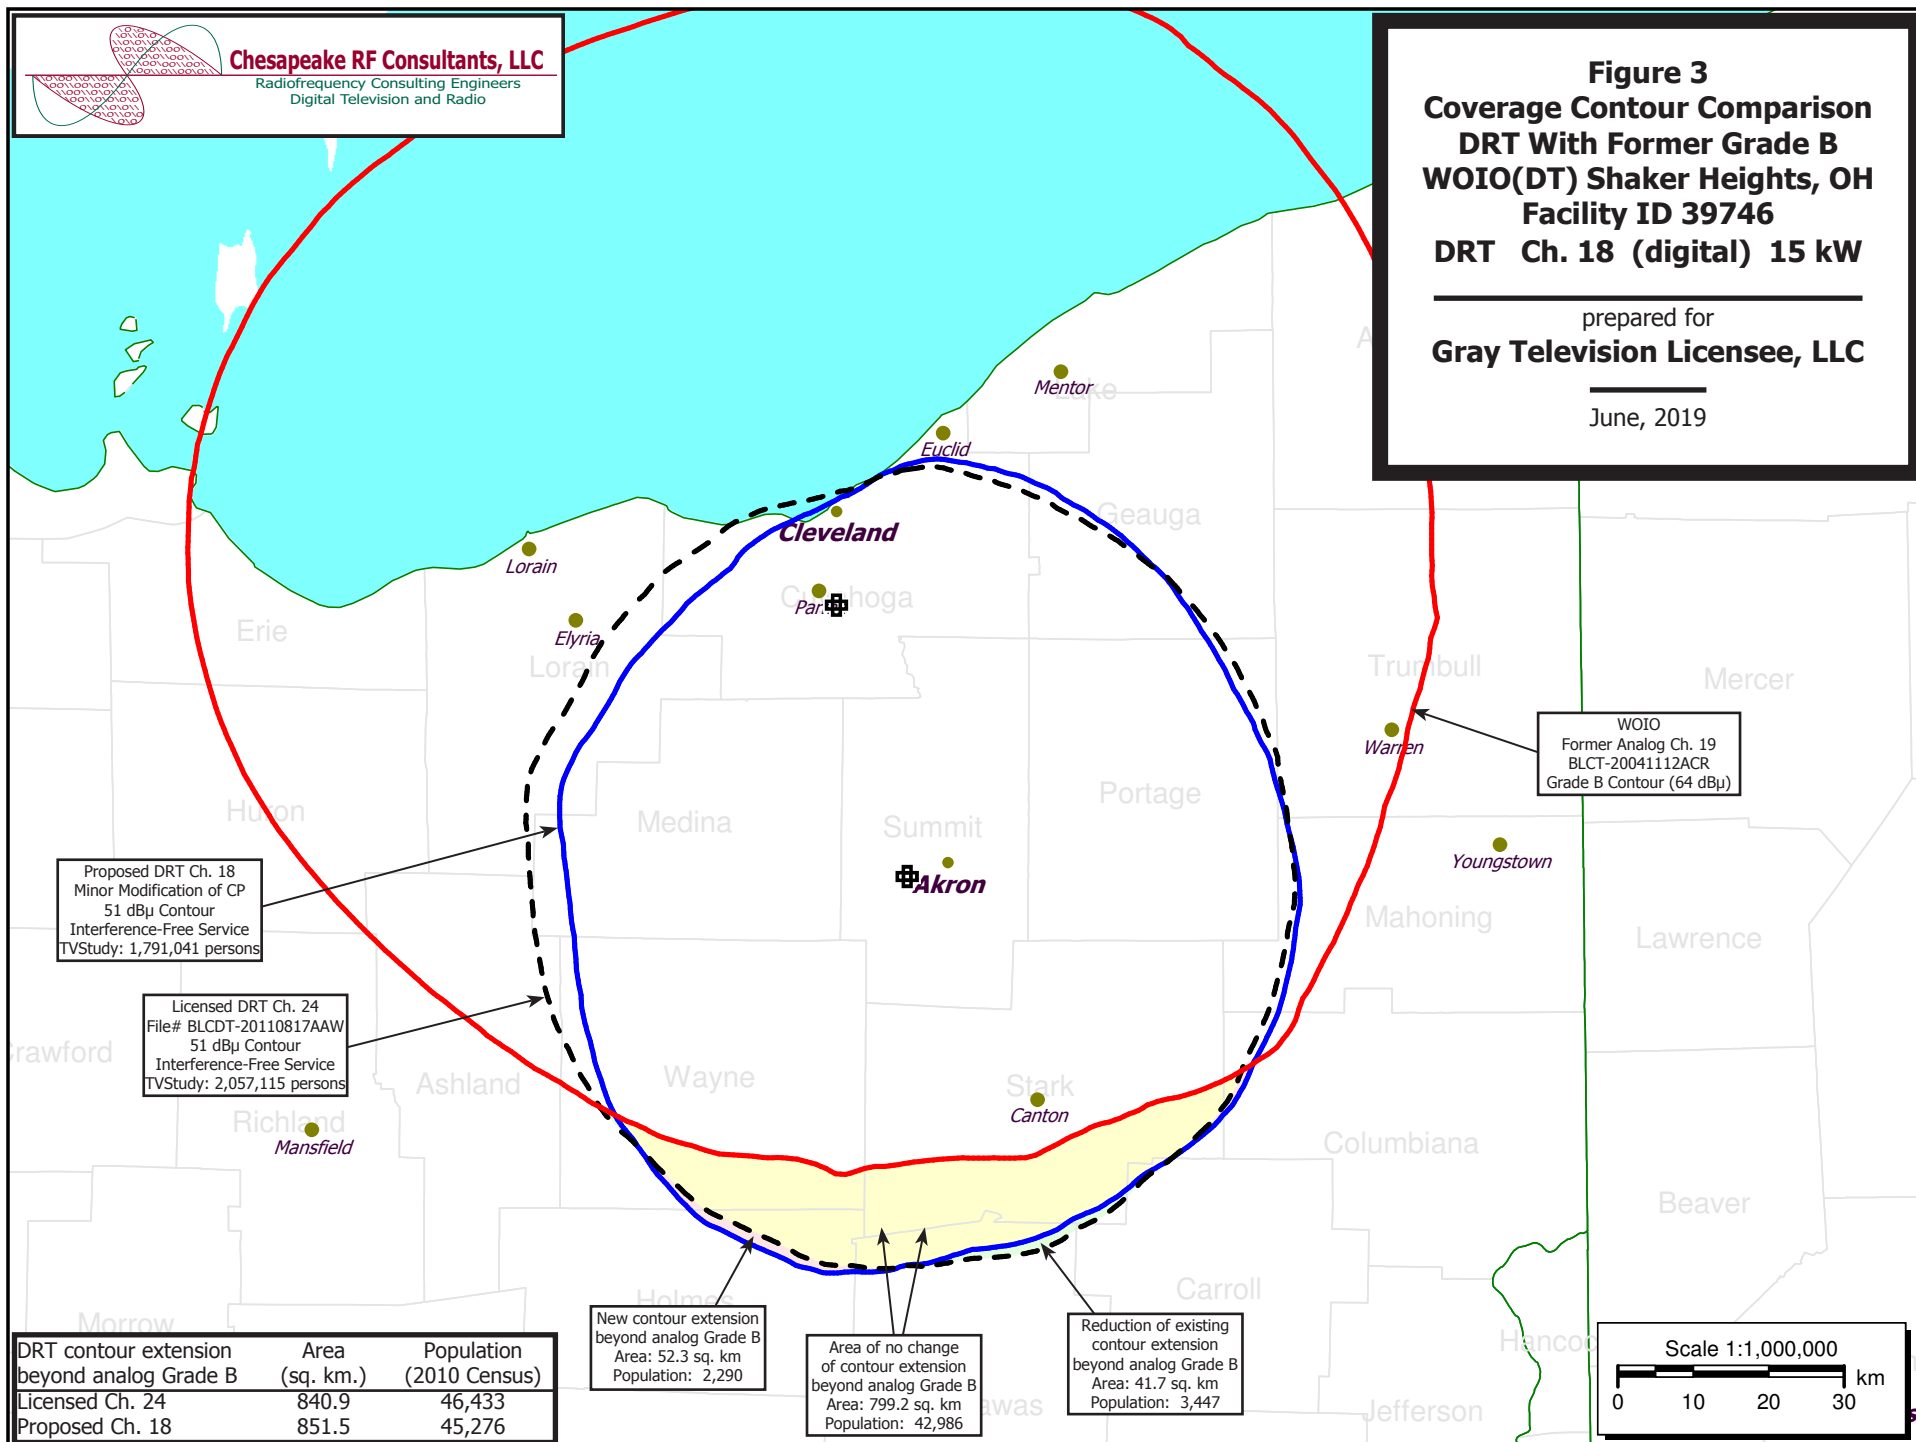 Chesapeake RF Consultants, LLC
Radiofrequency Consulting Engineers
Digital Television and Radio
Figure 3
Coverage Contour Comparison
DRT With Former Grade B
WOIO(DT) Shaker Heights, OH
Facility ID 39746
DRT Ch. 18 (digital) 15 kW
prepared for
Gray Television Licensee, LLC
June, 2019
Mentor
Lake
Euclid
Geauga
Cleveland
Lorain
Cuyahoga
Elyria
Erie
Lorain
Trumbull
Mercer
Warren
WOIO
Former Analog Ch. 19
BLCT-20041112ACR
Grade B Contour (64 dBµ)
Huron
Medina
Summit
Portage
Youngstown
Akron
Mahoning
Lawrence
Proposed DRT Ch. 18
Minor Modification of CP
51 dBµ Contour
Interference-Free Service
TVStudy: 1,791,041 persons
Licensed DRT Ch. 24
File# BLCDT-20110817AAW
51 dBµ Contour
Interference-Free Service
TVStudy: 2,057,115 persons
rawford
Ashland
Wayne
Stark
Canton
Richland
Mansfield
Columbiana
Beaver
Carroll
Holmes
Morrow
Hancoc
awas
Jefferson
New contour extension
beyond analog Grade B
Area: 52.3 sq. km
Population: 2,290
Area of no change
of contour extension
beyond analog Grade B
Area: 799.2 sq. km
Population: 42,986
Reduction of existing
contour extension
beyond analog Grade B
Area: 41.7 sq. km
Population: 3,447
DRT contour extension Area Population
beyond analog Grade B (sq. km.) (2010 Census)
Licensed Ch. 24 840.9 46,433
Proposed Ch. 18 851.5 45,276
Scale 1:1,000,000
km
0 10 20 30